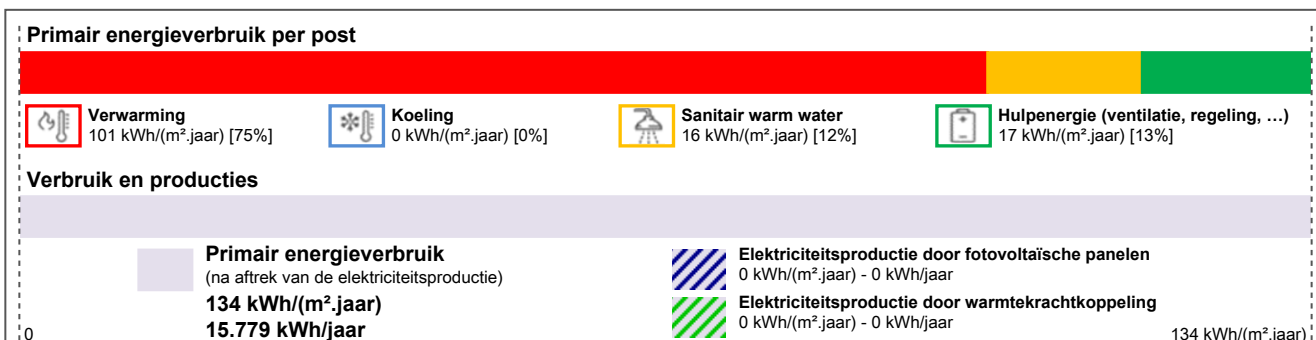 Primair energieverbruik per post
Verwarming
101 kWh/(m².jaar) [75%]
Koeling
0 kWh/(m².jaar) [0%]
Sanitair warm water
16 kWh/(m².jaar) [12%]
Hulpenergie (ventilatie, regeling, …)
17 kWh/(m².jaar) [13%]
Verbruik en producties
Primair energieverbruik
(na aftrek van de elektriciteitsproductie)
134 kWh/(m².jaar)
15.779 kWh/jaar
Elektriciteitsproductie door fotovoltaïsche panelen
0 kWh/(m².jaar) - 0 kWh/jaar
Elektriciteitsproductie door warmtekrachtkoppeling
0 kWh/(m².jaar) - 0 kWh/jaar
0
134 kWh/(m².jaar)